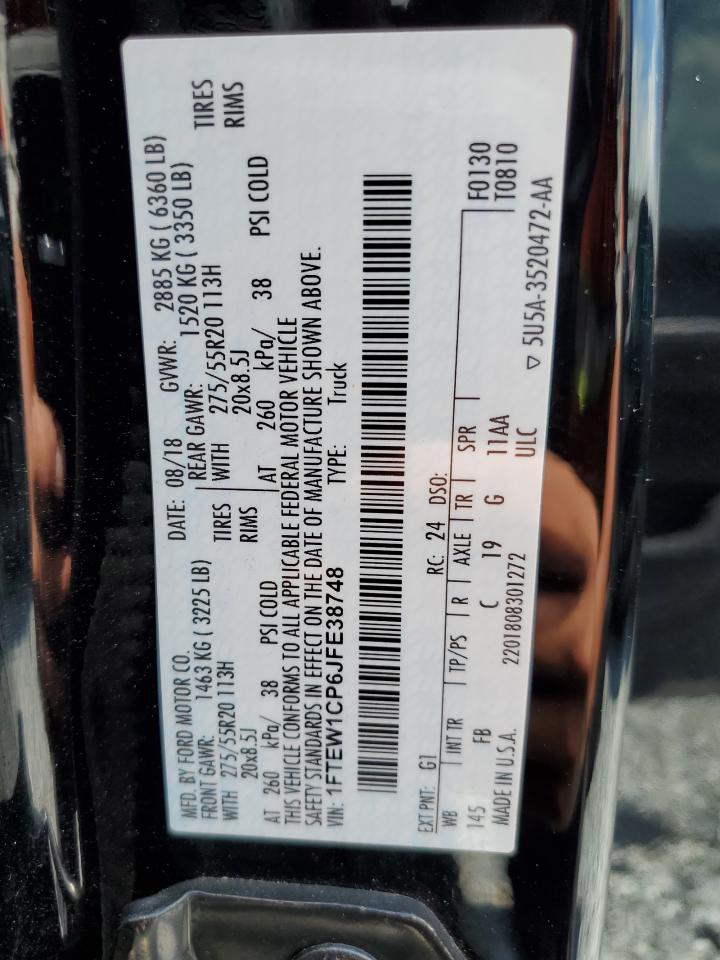 MFD. BY FORD MOTOR CO.
DATE: 08/18 GVWR: 2885 KG ( 6360 LB)
FRONT GAWR: 1463 KG ( 3225 LB) REAR GAWR: 1520 KG ( 3350 LB)
WITH 275/55R20 113H TIRES WITH 275/55R20 113H TIRES
20x8.5J RIMS 20x8.5J RIMS
AT 260 kPa/ 38 PSI COLD AT 260 kPa/ 38 PSI COLD
THIS VEHICLE CONFORMS TO ALL APPLICABLE FEDERAL MOTOR VEHICLE
SAFETY STANDARDS IN EFFECT ON THE DATE OF MANUFACTURE SHOWN ABOVE.
VIN: 1FTEW1CP6JFE38748 TYPE: Truck
EXT PNT: G1 RC: 24 DSO: F0130
WB INT TR TP/PS R AXLE TR SPR T0810
145 FB C 19 G 11AA
MADE IN U.S.A. 2201808301272 ULC ▽ 5U5A-3520472-AA